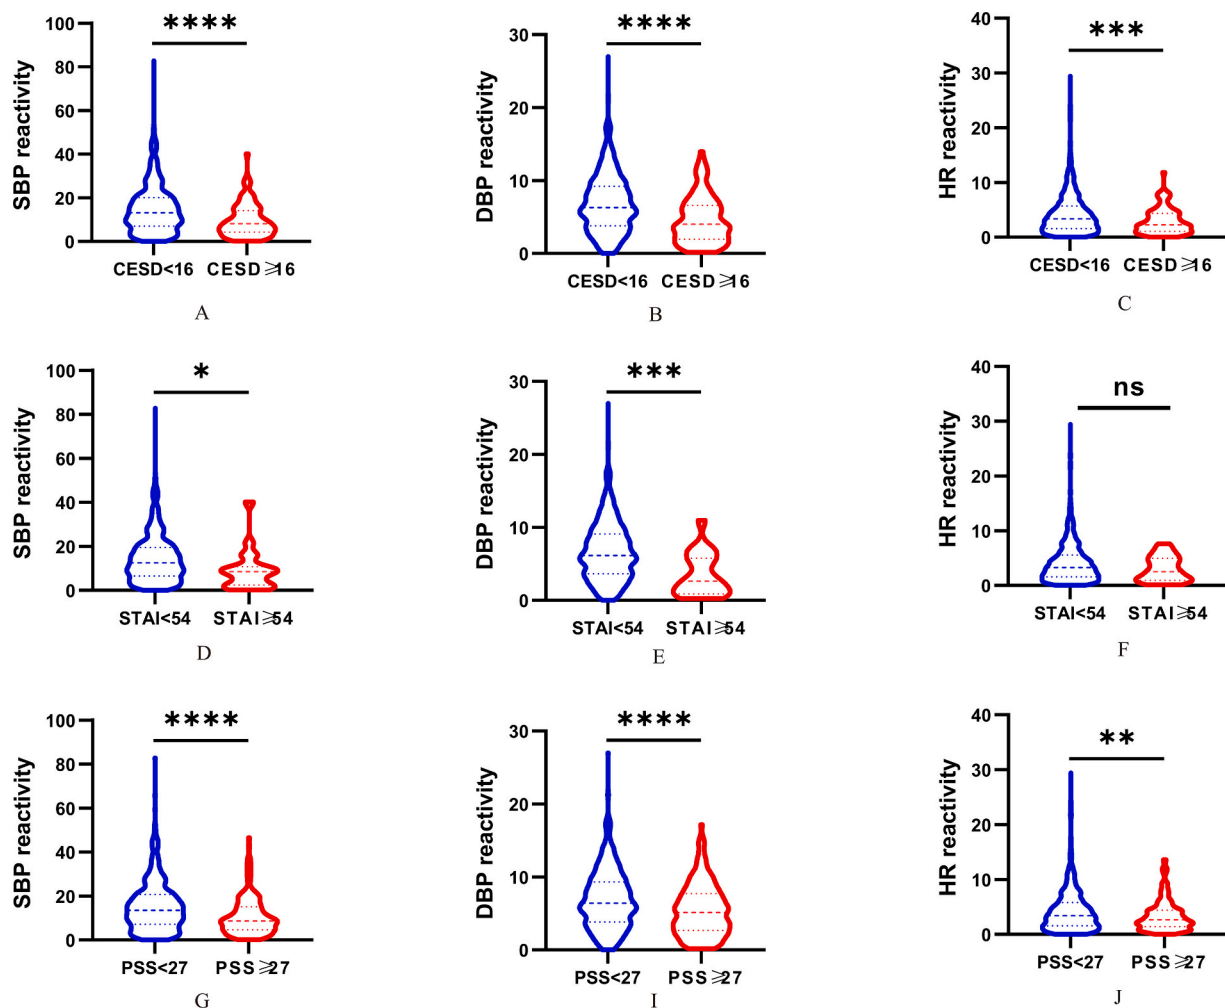 SBP reactivity
100
80
60
40
20
0
****
CESD<16 CESD⩾16
A
DBP reactivity
30
20
10
0
****
CESD<16 CESD⩾16
B
HR reactivity
40
30
20
10
0
***
CESD<16 CESD⩾16
C
SBP reactivity
100
80
60
40
20
0
*
STAI<54 STAI⩾54
D
DBP reactivity
30
20
10
0
***
STAI<54 STAI⩾54
E
HR reactivity
40
30
20
10
0
ns
STAI<54 STAI⩾54
F
SBP reactivity
100
80
60
40
20
0
****
PSS<27 PSS⩾27
G
DBP reactivity
30
20
10
0
****
PSS<27 PSS⩾27
I
HR reactivity
40
30
20
10
0
**
PSS<27 PSS⩾27
J